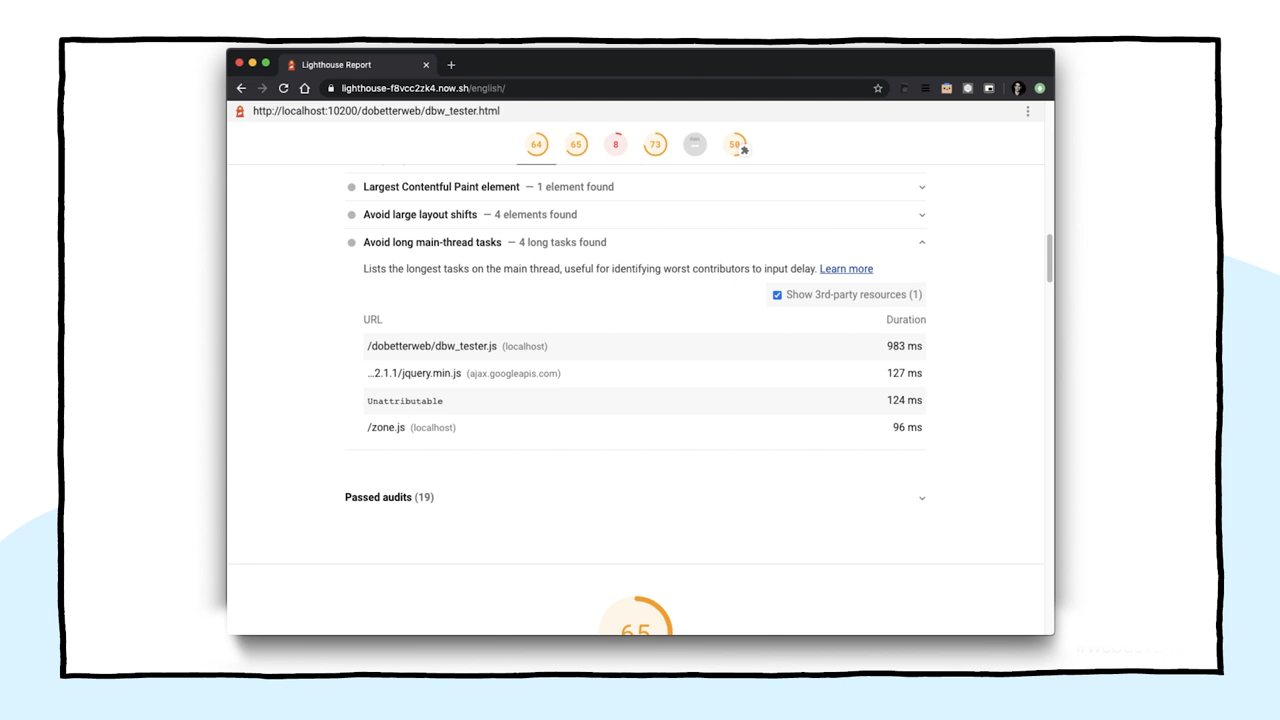 Lighthouse Report
lighthouse-f8vcc2zk4.now.sh/english/
http://localhost:10200/dobetterweb/dbw_tester.html
64 65 8 73 50
Largest Contentful Paint element — 1 element found
Avoid large layout shifts — 4 elements found
Avoid long main-thread tasks — 4 long tasks found
Lists the longest tasks on the main thread, useful for identifying worst contributors to input delay. Learn more
Show 3rd-party resources (1)
URL Duration
/dobetterweb/dbw_tester.js (localhost) 983 ms
...2.1.1/jquery.min.js (ajax.googleapis.com) 127 ms
Unattributable 124 ms
/zone.js (localhost) 96 ms
Passed audits (19)
65